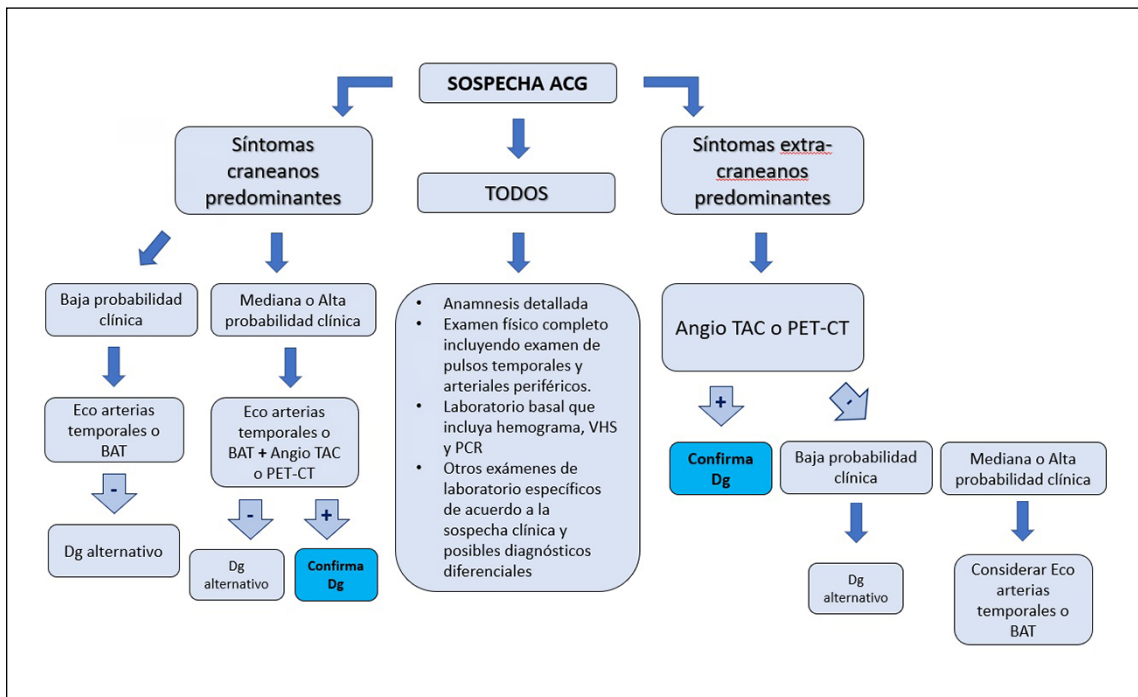 SOSPECHA ACG
Síntomas
craneanos
predominantes
TODOS
Síntomas extra-
craneanos
predominantes
Baja probabilidad
clínica
Mediana o Alta
probabilidad clínica
Eco arterias
temporales o
BAT
Eco arterias
temporales o
BAT + Angio TAC
o PET-CT
-
Dg alternativo
-
+
Dg
alternativo
Confirma
Dg
• Anamnesis detallada
• Examen físico completo
incluyendo examen de
pulsos temporales y
arteriales periféricos.
• Laboratorio basal que
incluya hemograma, VHS
y PCR
• Otros exámenes de
laboratorio específicos
de acuerdo a la
sospecha clínica y
posibles diagnósticos
diferenciales
Angio TAC o PET-CT
+
-
Confirma
Dg
Baja probabilidad
clínica
Mediana o Alta
probabilidad clínica
Dg
alternativo
Considerar Eco
arterias
temporales o
BAT